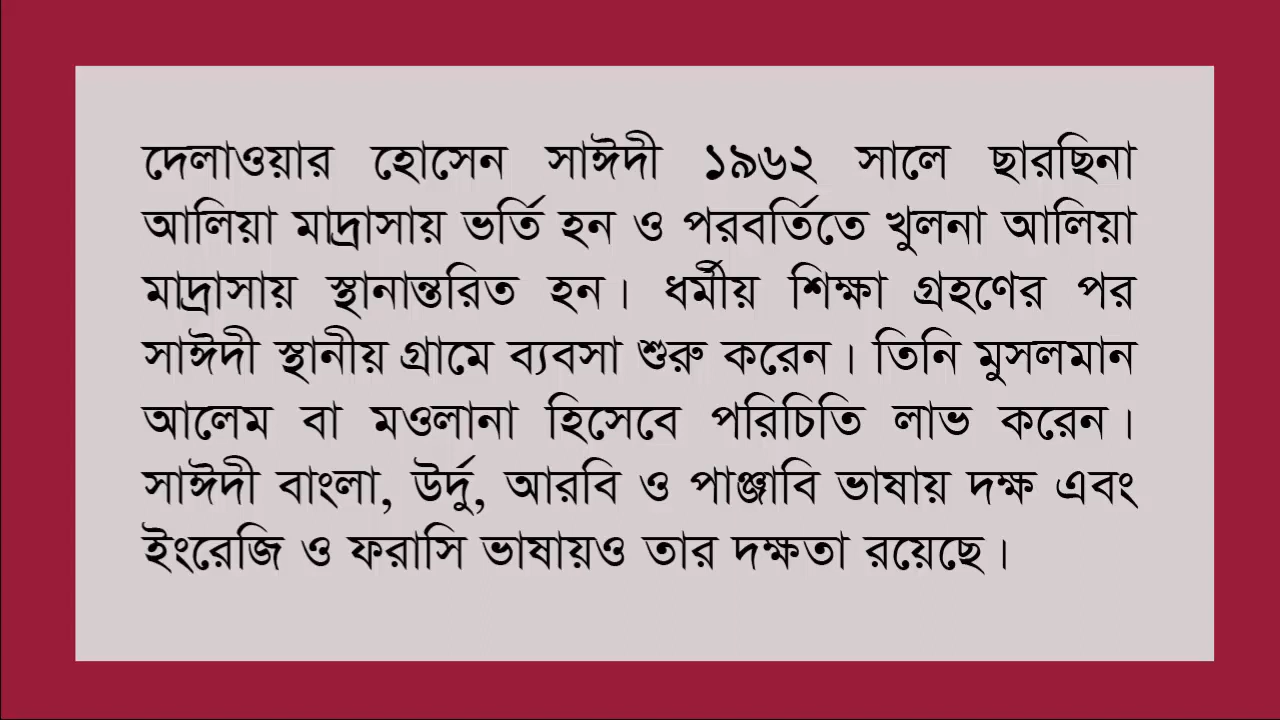 দেলাওয়ার হোসেন সাঈদী ১৯৬২ সালে ছারছিনা
আলিয়া মাদ্রাসায় ভর্তি হন ও পরবর্তিতে খুলনা আলিয়া
মাদ্রাসায় স্থানান্তরিত হন। ধর্মীয় শিক্ষা গ্রহণের পর
সাঈদী স্থানীয় গ্রামে ব্যবসা শুরু করেন। তিনি মুসলমান
আলেম বা মওলানা হিসেবে পরিচিতি লাভ করেন।
সাঈদী বাংলা, উর্দু, আরবি ও পাঞ্জাবি ভাষায় দক্ষ এবং
ইংরেজি ও ফরাসি ভাষায়ও তার দক্ষতা রয়েছে।